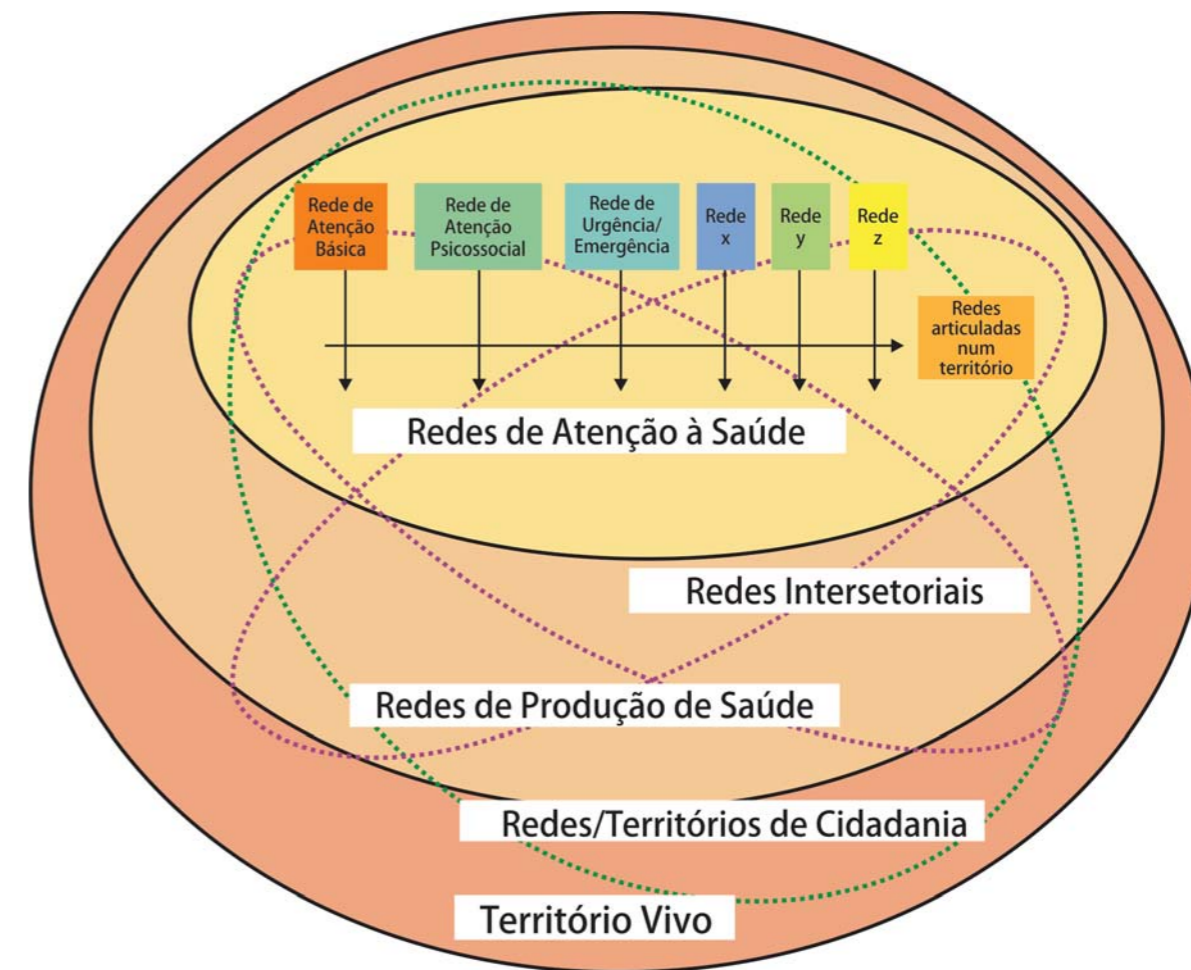 Rede de
Atenção
Básica
Rede de
Atenção
Psicossocial
Rede de
Urgência/
Emergência
Rede
x
Rede
y
Rede
z
Redes
articuladas
num
território
Redes de Atenção à Saúde
Redes Intersetoriais
Redes de Produção de Saúde
Redes/Territórios de Cidadania
Território Vivo